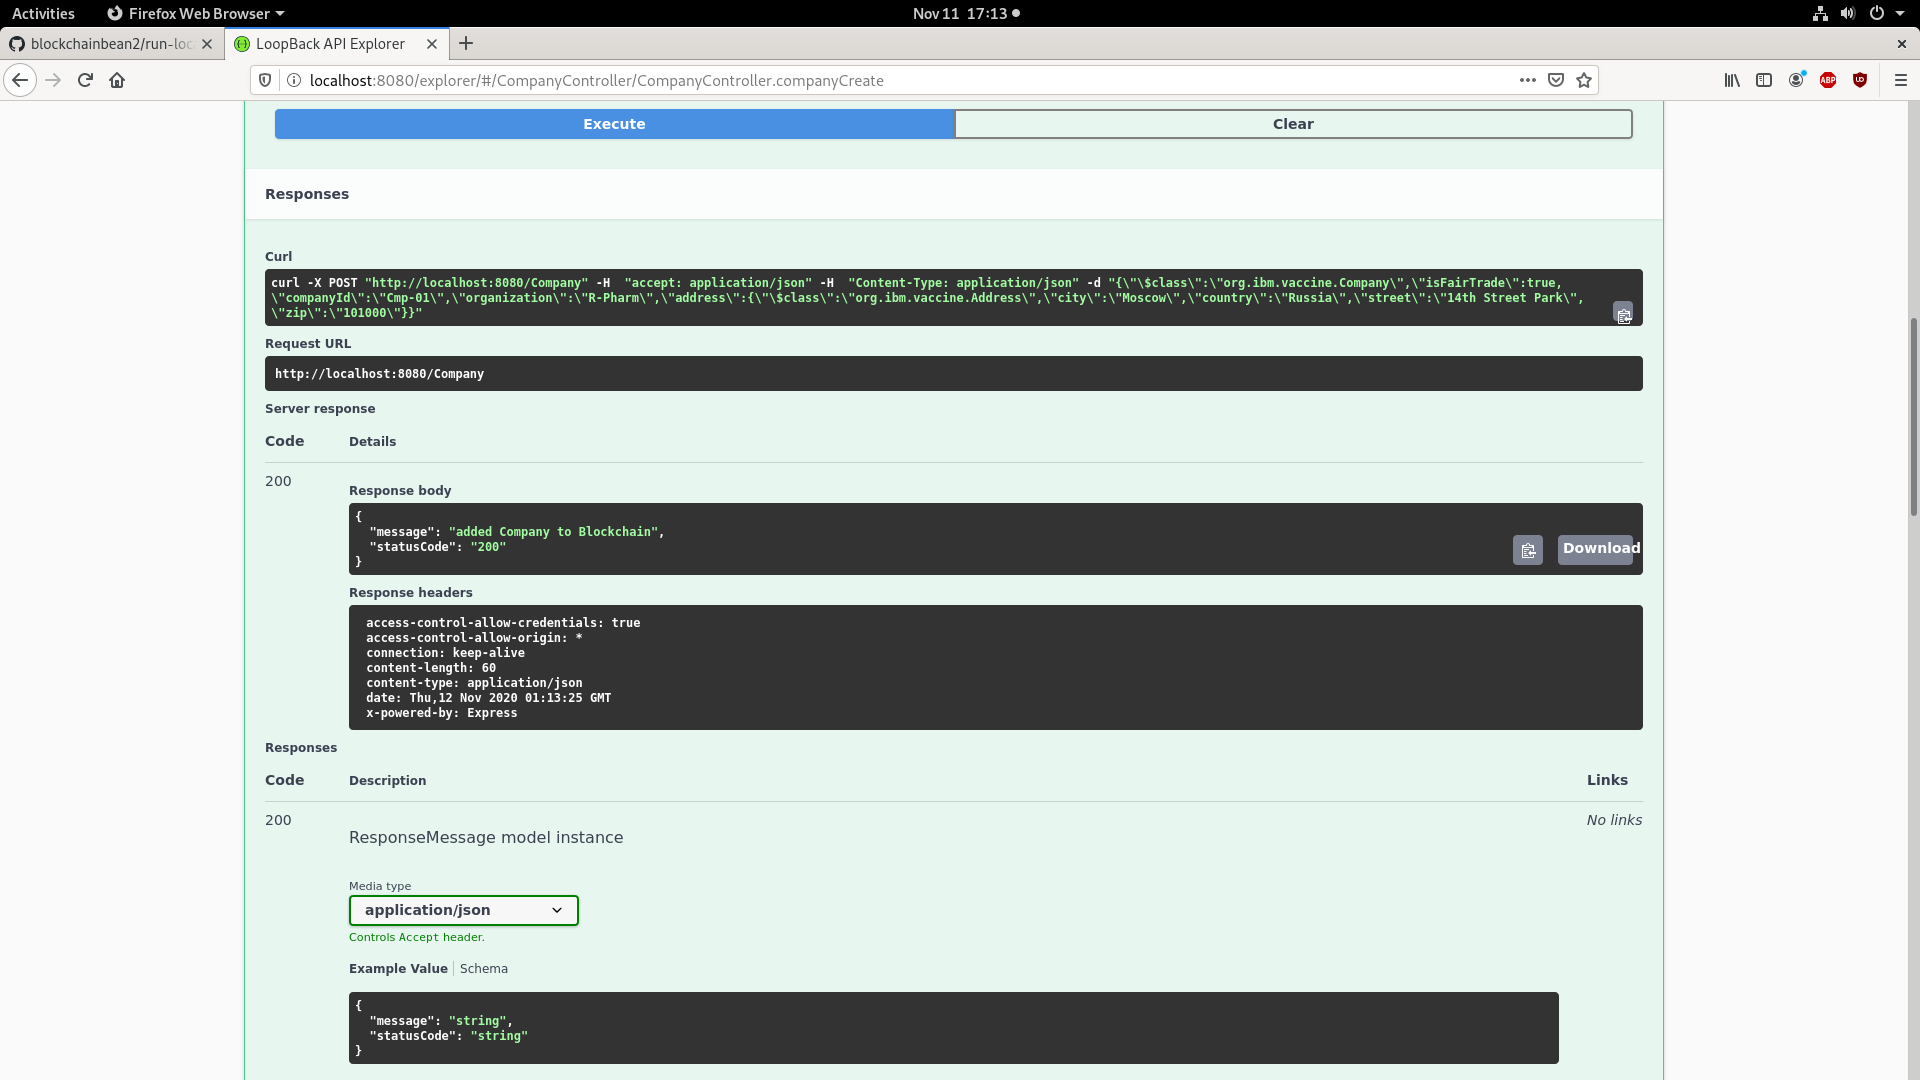 Activities
Firefox Web Browser
Nov 11 17:13
blockchainbean2/run-loc
LoopBack API Explorer
localhost:8080/explorer/#/CompanyController/CompanyController.companyCreate
ABP
Execute
Clear
Responses
Curl
curl -X POST "http://localhost:8080/Company" -H  "accept: application/json" -H  "Content-Type: application/json" -d "{\"\$class\":\"org.ibm.vaccine.Company\",\"isFairTrade\":true,
\"companyId\":\"Cmp-01\",\"organization\":\"R-Pharm\",\"address\":{\"\$class\":\"org.ibm.vaccine.Address\",\"city\":\"Moscow\",\"country\":\"Russia\",\"street\":\"14th Street Park\",
\"zip\":\"101000\"}}"
Request URL
http://localhost:8080/Company
Server response
Code
Details
200
Response body
{
"message": "added Company to Blockchain",
"statusCode": "200"
}
Download
Response headers
access-control-allow-credentials: true
access-control-allow-origin: *
connection: keep-alive
content-length: 60
content-type: application/json
date: Thu,12 Nov 2020 01:13:25 GMT
x-powered-by: Express
Responses
Code
Description
Links
200
ResponseMessage model instance
No links
Media type
application/json
Controls Accept header.
Example Value
Schema
{
"message": "string",
"statusCode": "string"
}